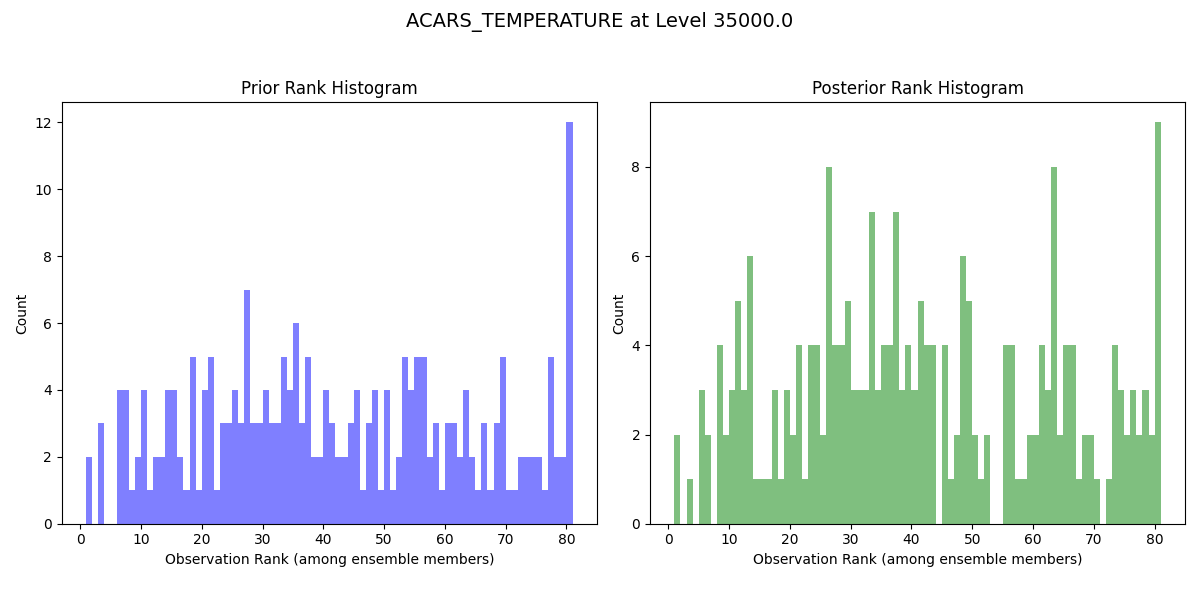 ACARS_TEMPERATURE at Level 35000.0
Prior Rank Histogram
Count
12
10
8
6
4
2
0
0 10 20 30 40 50 60 70 80
Observation Rank (among ensemble members)
Posterior Rank Histogram
Count
8
6
4
2
0
0 10 20 30 40 50 60 70 80
Observation Rank (among ensemble members)